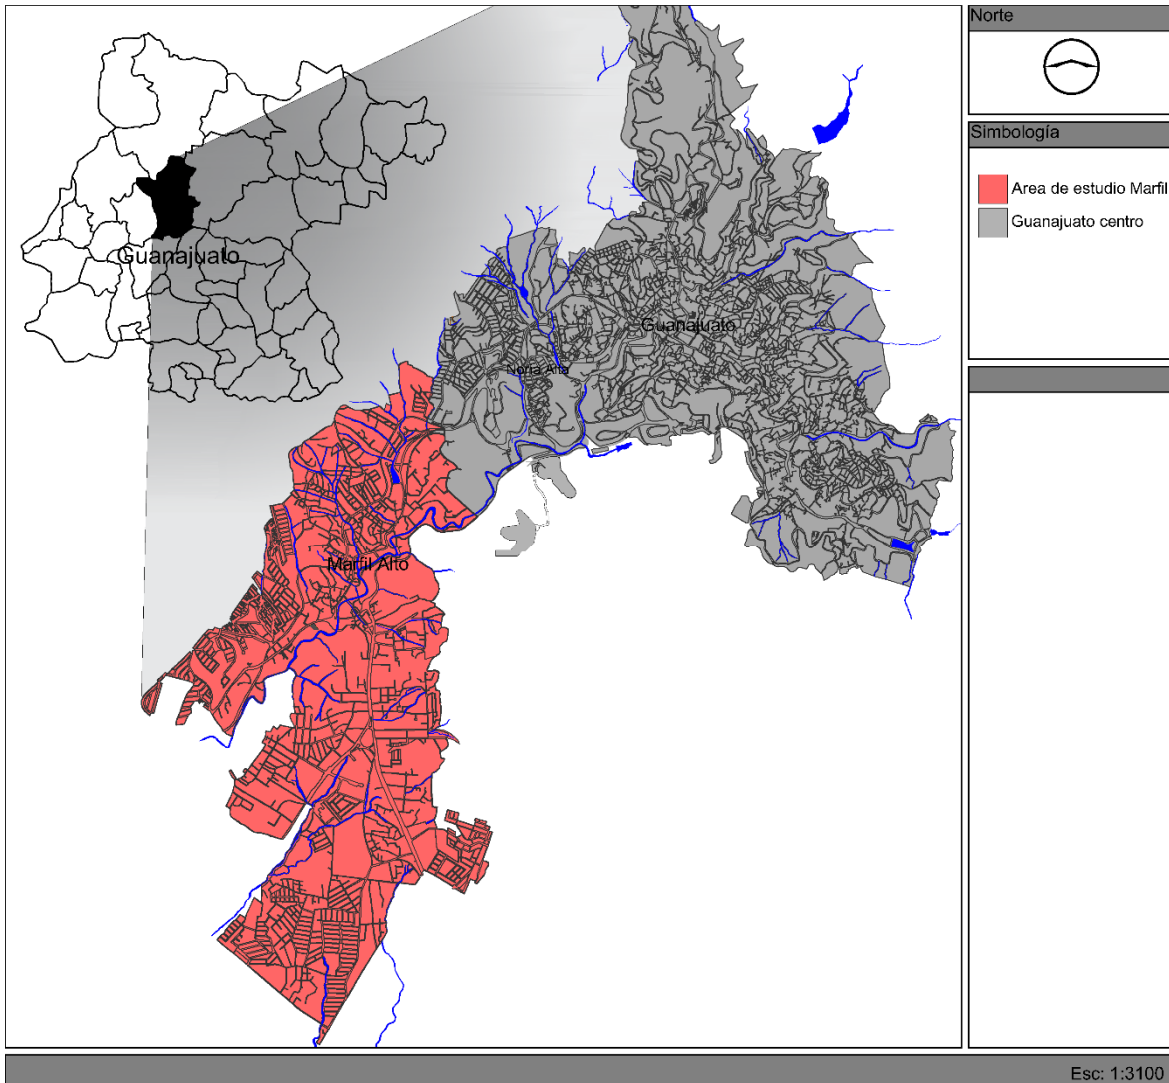 Norte
Simbología
Area de estudio Marfil
Guanajuato centro
Guanajuato
Guanajuato
Noria Alta
Marfil Alto
Esc: 1:3100